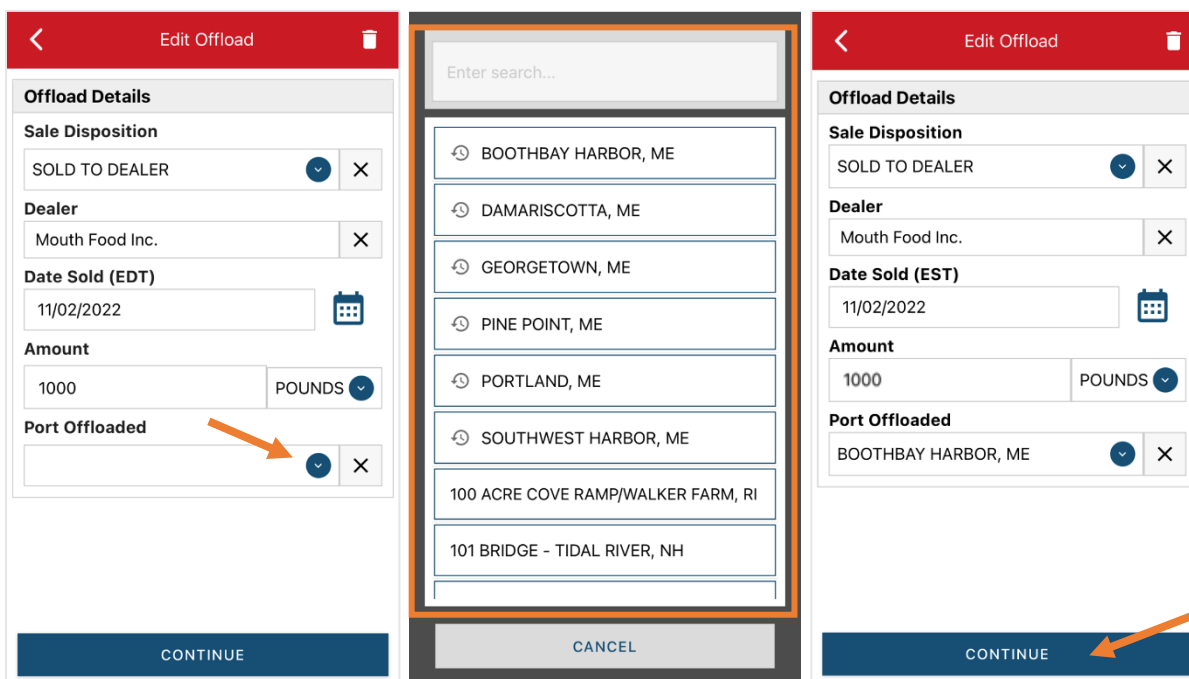 Edit Offload
Offload Details
Sale Disposition
SOLD TO DEALER
Dealer
Mouth Food Inc.
Date Sold (EDT)
11/02/2022
Amount
1000 POUNDS
Port Offloaded
CONTINUE
Enter search...
BOOTHBAY HARBOR, ME
DAMARISCOTTA, ME
GEORGETOWN, ME
PINE POINT, ME
PORTLAND, ME
SOUTHWEST HARBOR, ME
100 ACRE COVE RAMP/WALKER FARM, RI
101 BRIDGE - TIDAL RIVER, NH
CANCEL
Edit Offload
Offload Details
Sale Disposition
SOLD TO DEALER
Dealer
Mouth Food Inc.
Date Sold (EST)
11/02/2022
Amount
1000 POUNDS
Port Offloaded
BOOTHBAY HARBOR, ME
CONTINUE